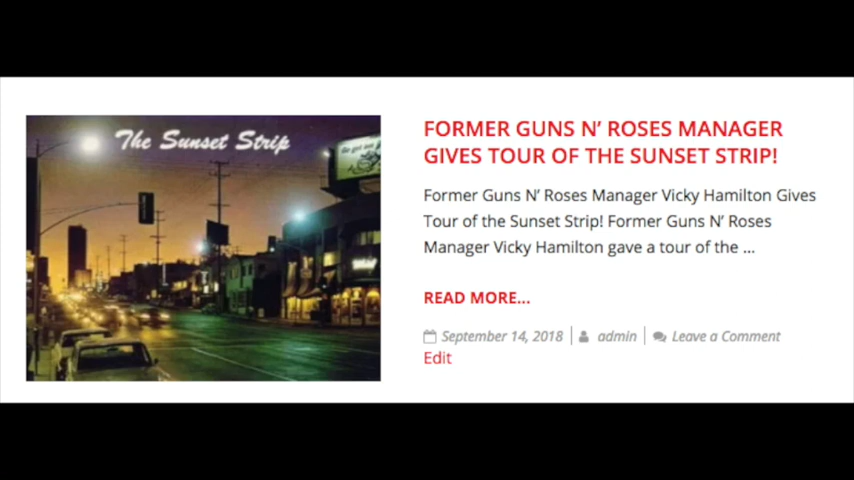 The Sunset Strip
FORMER GUNS N’ ROSES MANAGER
GIVES TOUR OF THE SUNSET STRIP!
Former Guns N’ Roses Manager Vicky Hamilton Gives
Tour of the Sunset Strip! Former Guns N’ Roses
Manager Vicky Hamilton gave a tour of the ...
READ MORE...
September 14, 2018 admin Leave a Comment
Edit